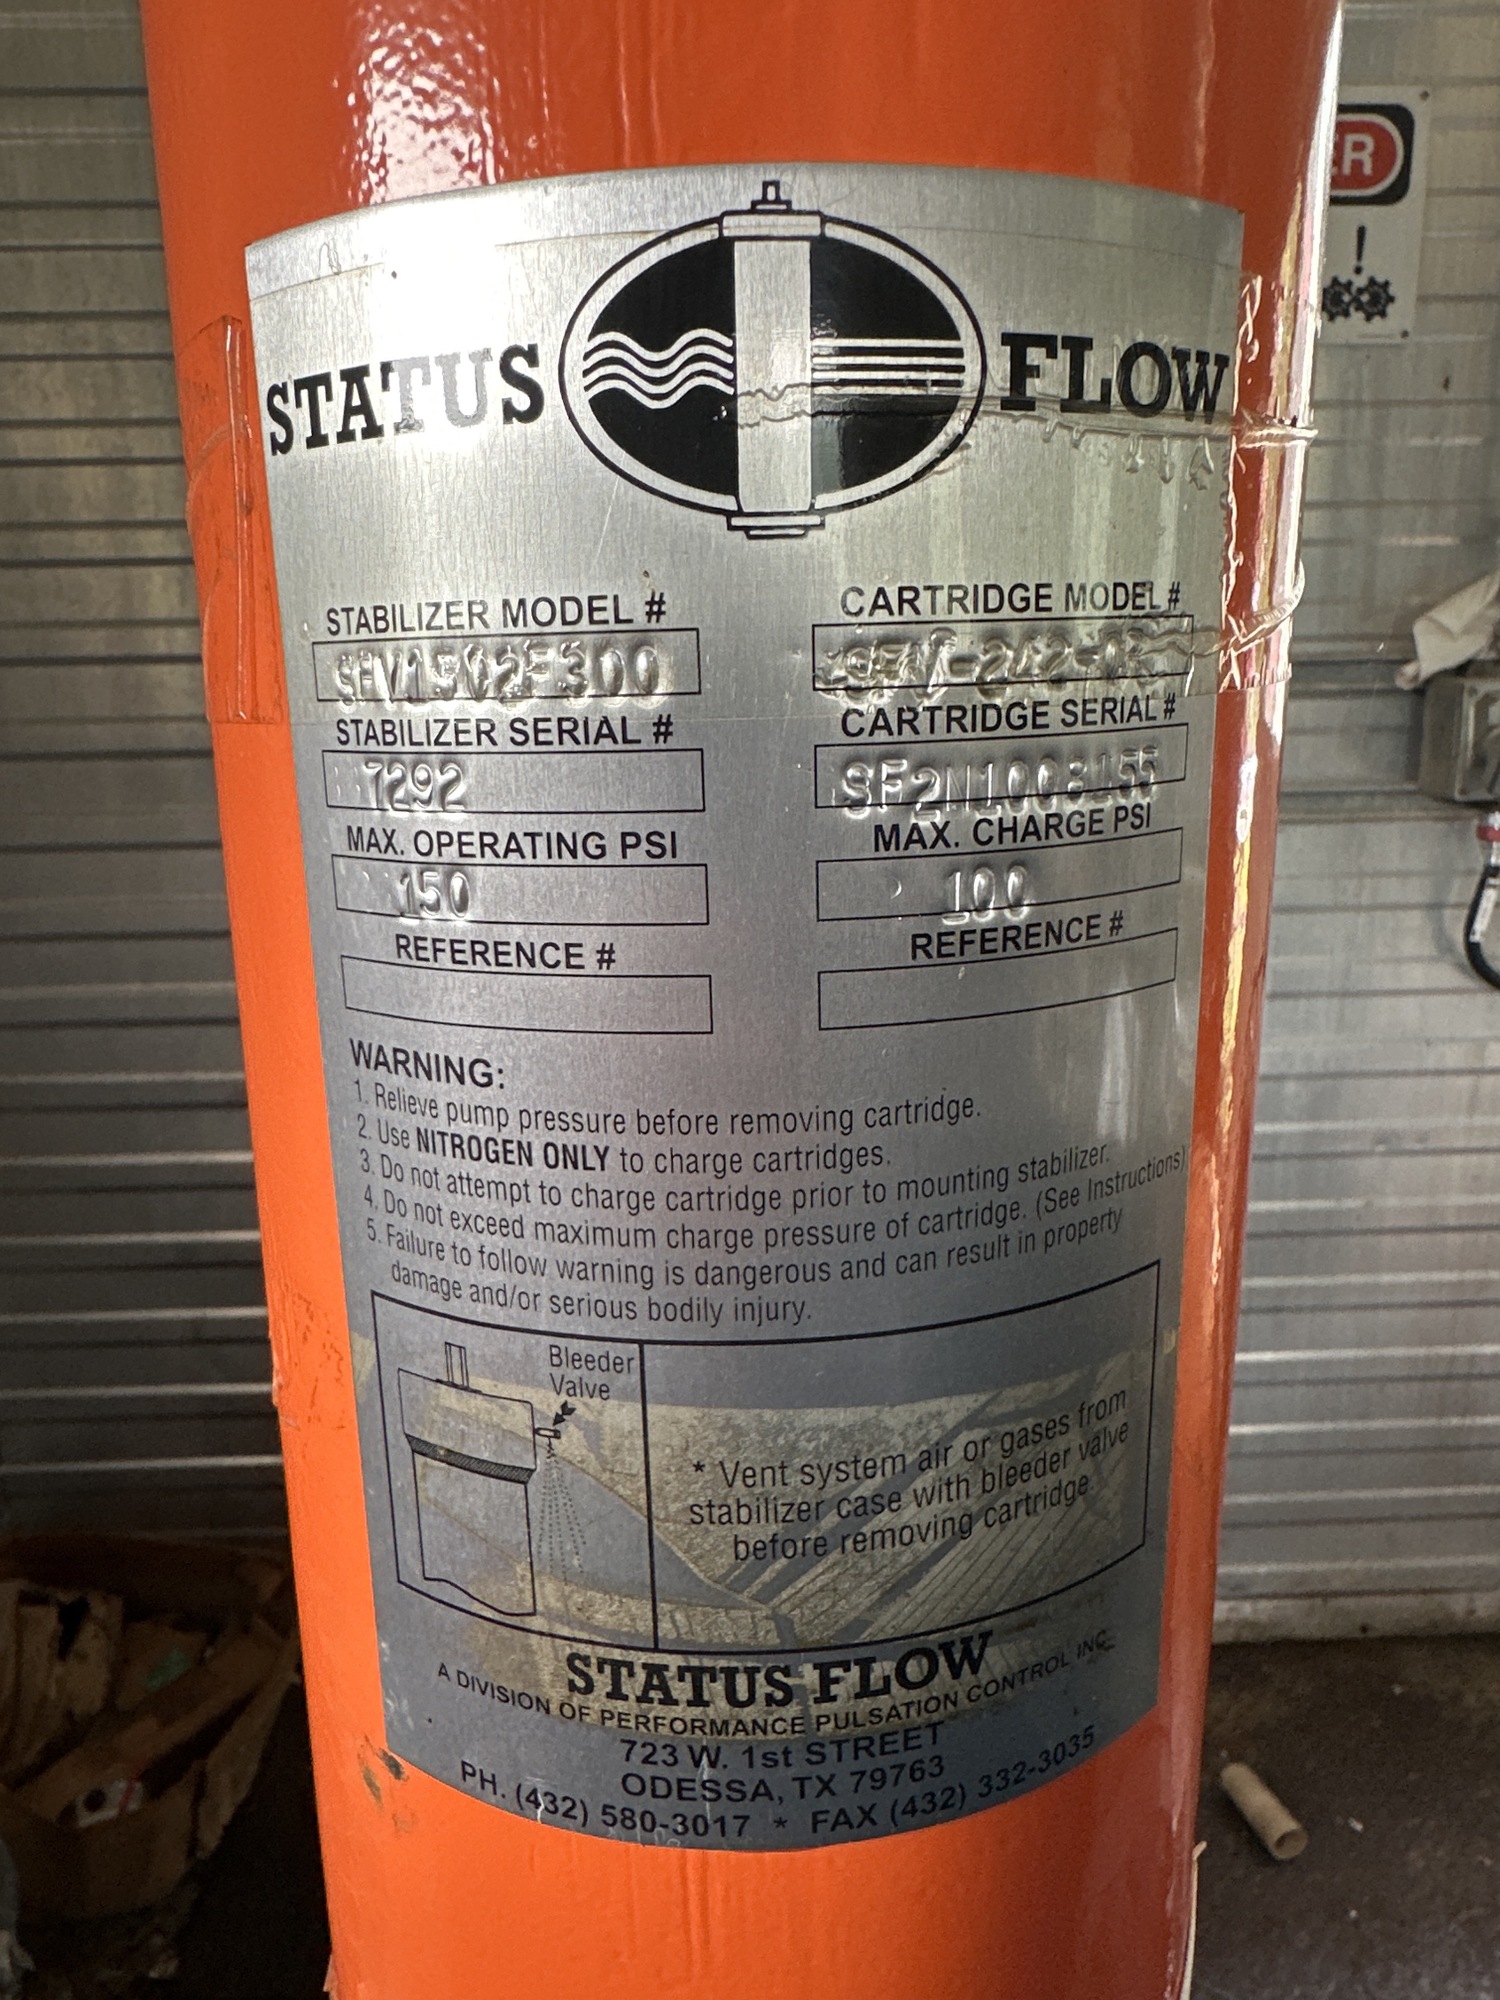 ER
!
STATUS FLOW
STABILIZER MODEL #
SFV1502F300
STABILIZER SERIAL #
7292
MAX. OPERATING PSI
150
REFERENCE #
CARTRIDGE MODEL #
CARTRIDGE SERIAL #
SF2N1008155
MAX. CHARGE PSI
100
REFERENCE #
WARNING:
1. Relieve pump pressure before removing cartridge.
2. Use NITROGEN ONLY to charge cartridges.
3. Do not attempt to charge cartridge prior to mounting stabilizer.
4. Do not exceed maximum charge pressure of cartridge. (See Instructions)
5. Failure to follow warning is dangerous and can result in property
damage and/or serious bodily injury.
Bleeder
Valve
* Vent system air or gases from
stabilizer case with bleeder valve
before removing cartridge.
STATUS FLOW
A DIVISION OF PERFORMANCE PULSATION CONTROL INC.
723 W. 1st STREET
ODESSA, TX 79763
PH. (432) 580-3017 * FAX (432) 332-3035